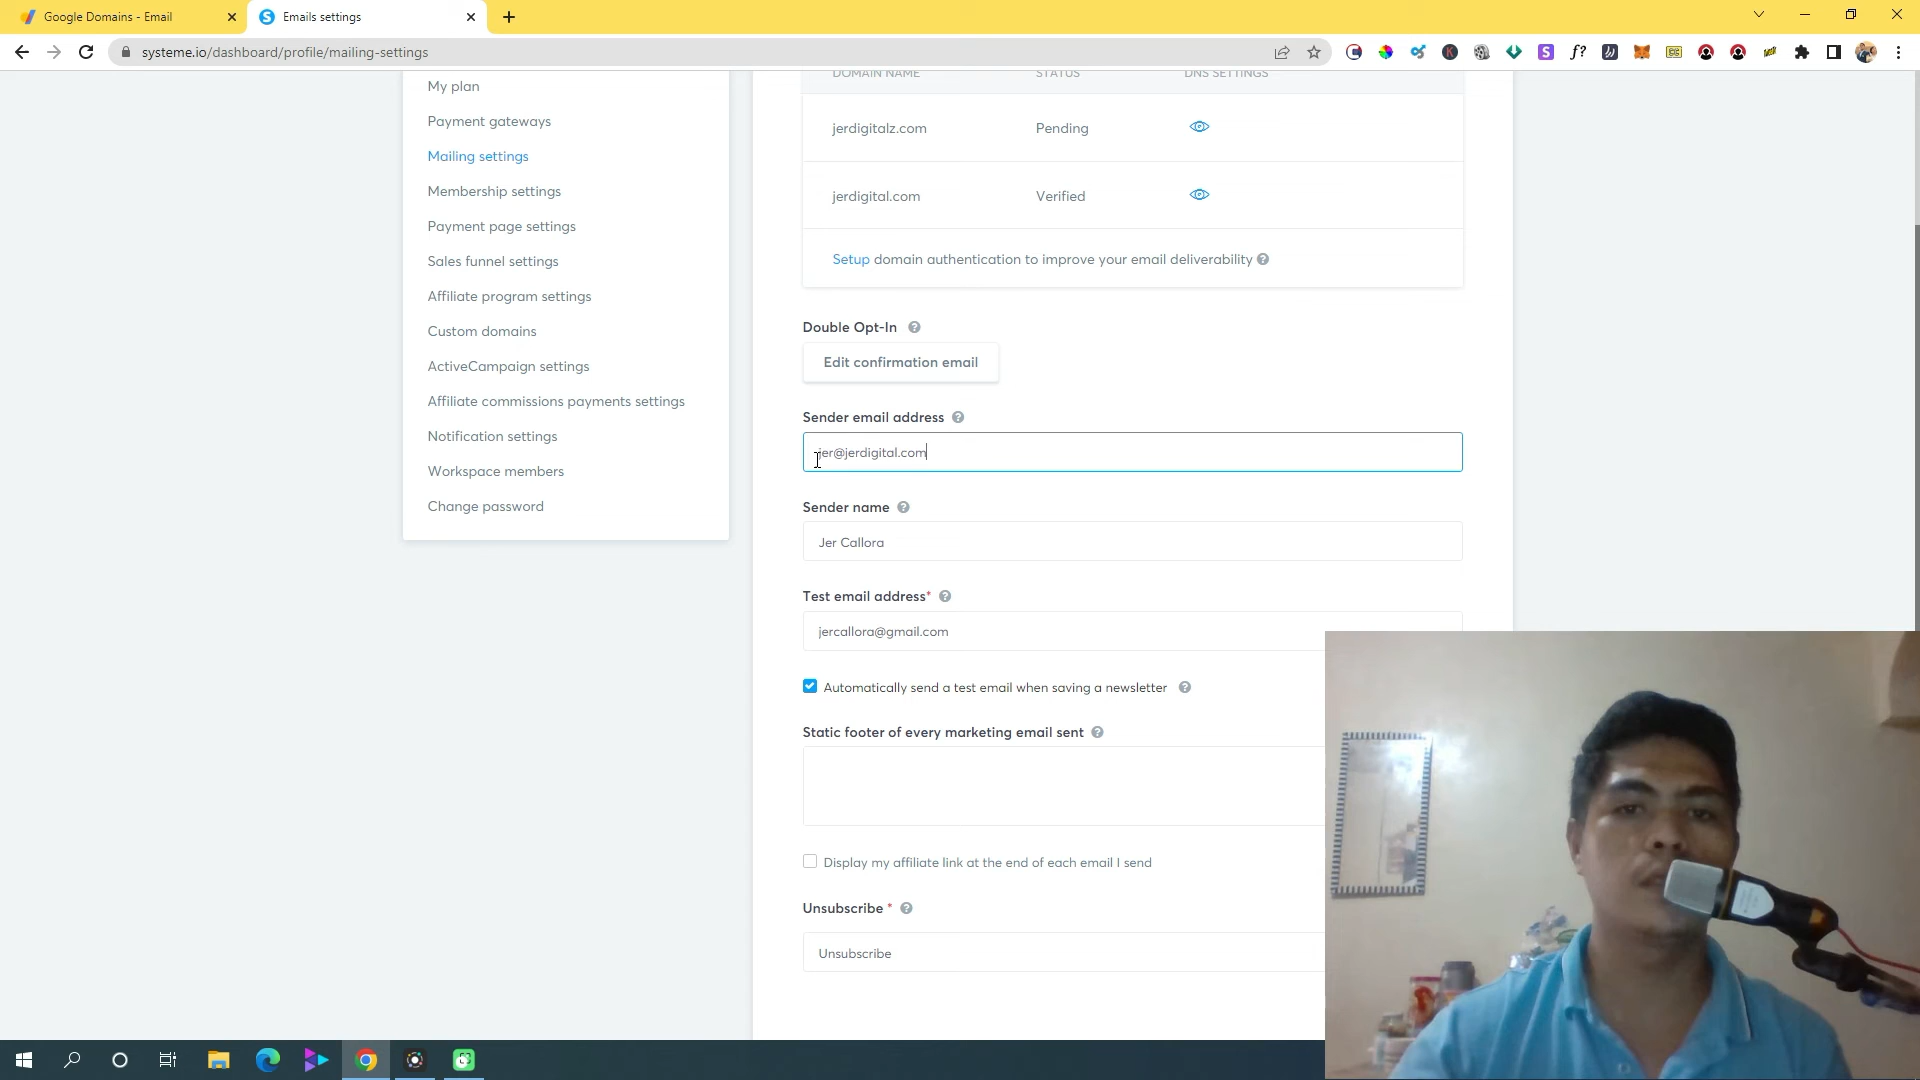 Google Domains - Email
Emails settings
systeme.io/dashboard/profile/mailing-settings
My plan
Payment gateways
Mailing settings
Membership settings
Payment page settings
Sales funnel settings
Affiliate program settings
Custom domains
ActiveCampaign settings
Affiliate commissions payments settings
Notification settings
Workspace members
Change password
DOMAIN NAME STATUS DNS SETTINGS
jerdigitalz.com Pending
jerdigital.com Verified
Setup domain authentication to improve your email deliverability ?
Double Opt-In ?
Edit confirmation email
Sender email address ?
jer@jerdigital.com
Sender name ?
Jer Callora
Test email address* ?
jercallora@gmail.com
Automatically send a test email when saving a newsletter ?
Static footer of every marketing email sent ?
Display my affiliate link at the end of each email I send
Unsubscribe * ?
Unsubscribe